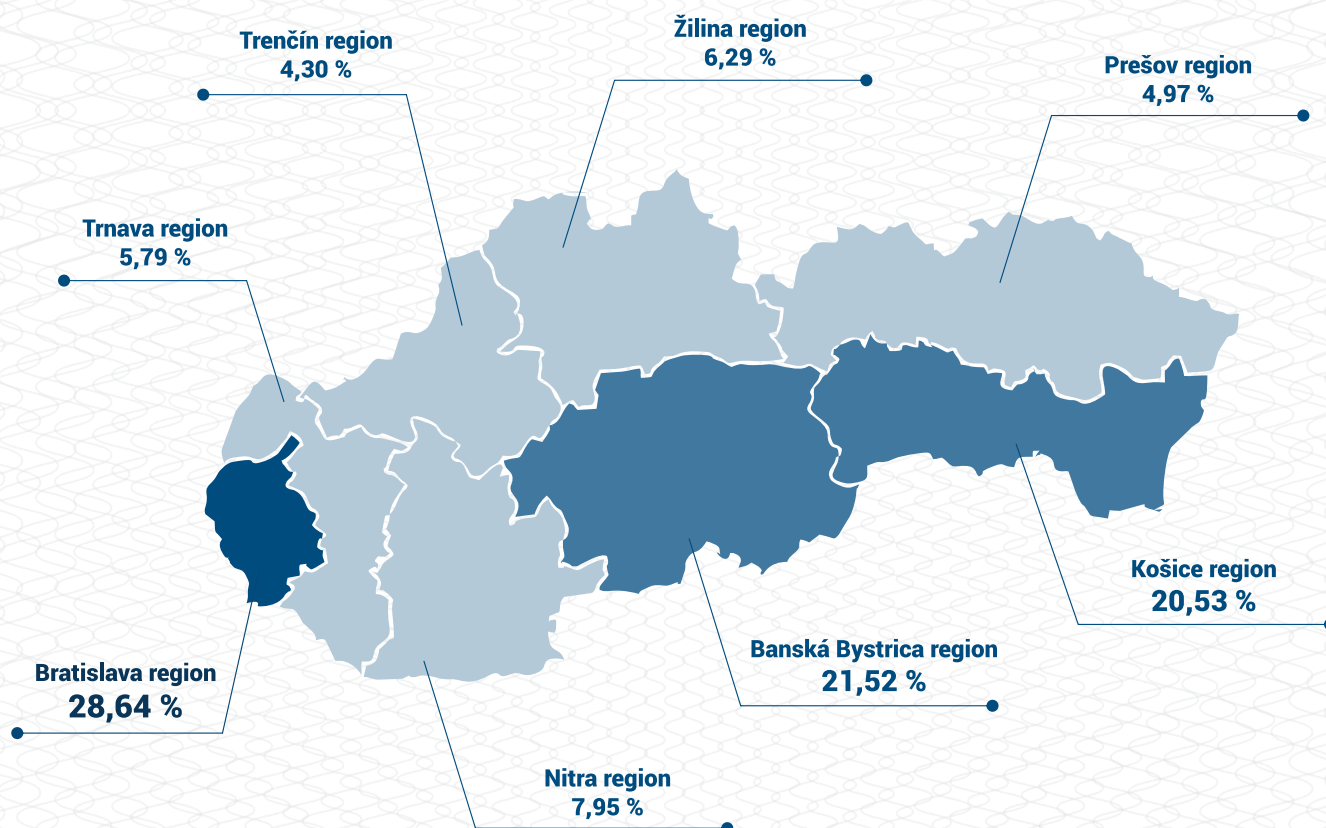 Žilina region
6,29 %
Trenčín region
4,30 %
Prešov region
4,97 %
Trnava region
5,79 %
Košice region
20,53 %
Banská Bystrica region
21,52 %
Bratislava region
28,64 %
Nitra region
7,95 %